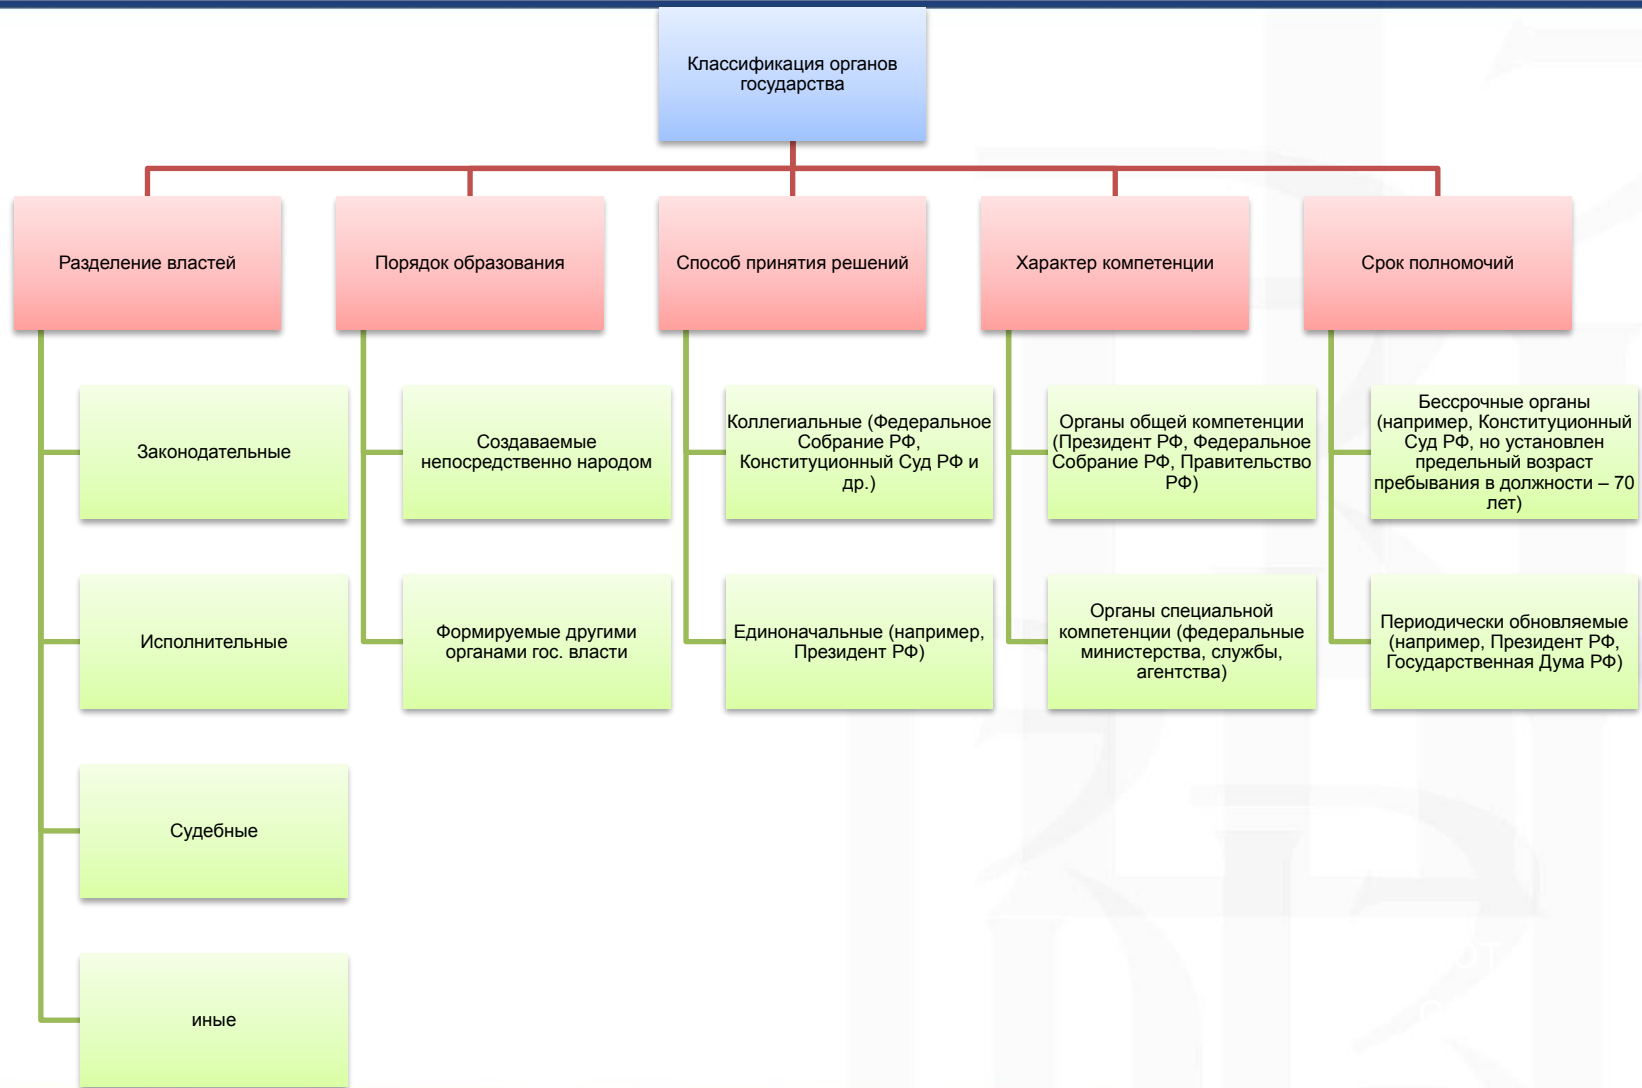 Классификация органов
государства
Разделение властей
Порядок образования
Способ принятия решений
Характер компетенции
Срок полномочий
Законодательные
Исполнительные
Судебные
иные
Создаваемые
непосредственно народом
Формируемые другими
органами гос. власти
Коллегиальные (Федеральное
Собрание РФ,
Конституционный Суд РФ и
др.)
Единоначальные (например,
Президент РФ)
Органы общей компетенции
(Президент РФ, Федеральное
Собрание РФ, Правительство
РФ)
Органы специальной
компетенции (федеральные
министерства, службы,
агентства)
Бессрочные органы
(например, Конституционный
Суд РФ, но установлен
предельный возраст
пребывания в должности – 70
лет)
Периодически обновляемые
(например, Президент РФ,
Государственная Дума РФ)